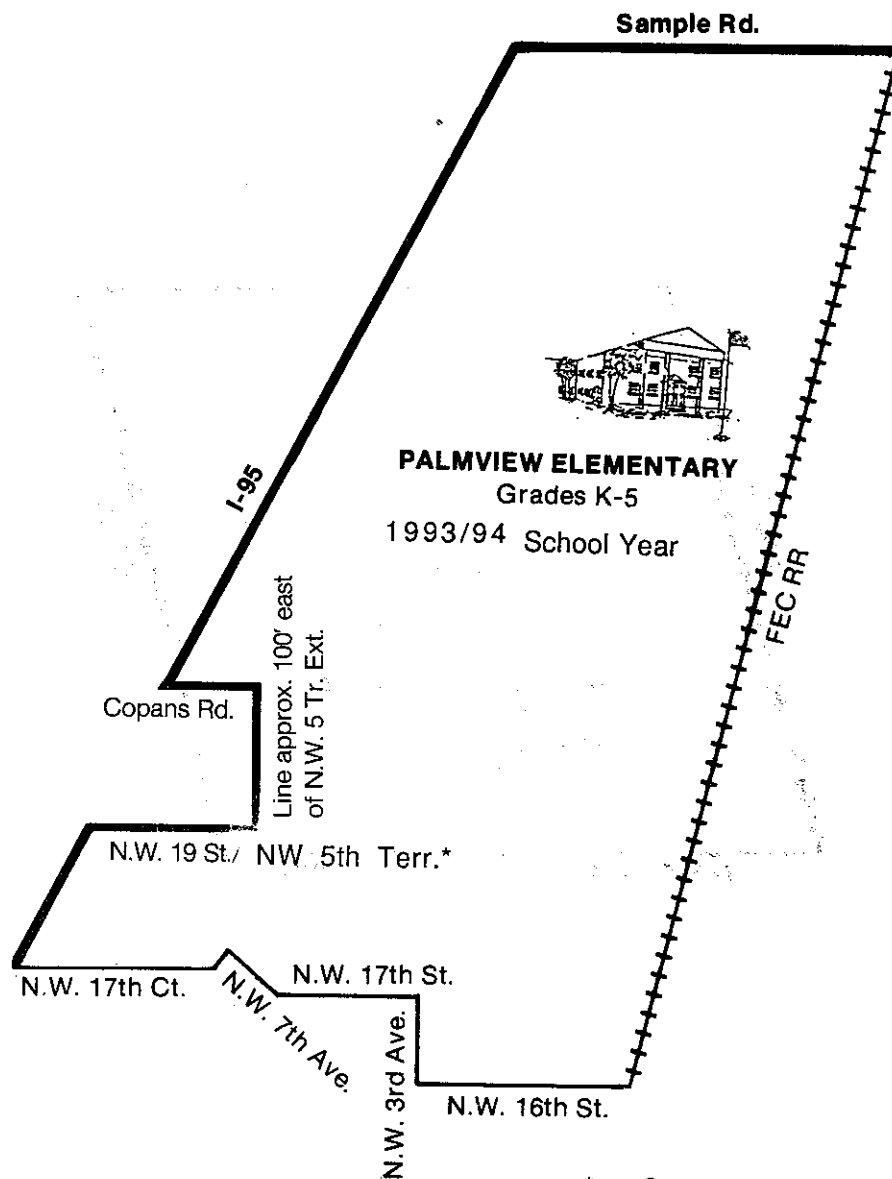 Sample Rd.
I-95
PALMVIEW ELEMENTARY
Grades K-5
1993/94 School Year
FEC RR
Line approx. 100' east
of N.W. 5 Tr. Ext.
Copans Rd.
N.W. 19 St./ NW 5th Terr.*
N.W. 17th Ct.
N.W. 7th Ave.
N.W. 17th St.
N.W. 3rd Ave.
N.W. 16th St.